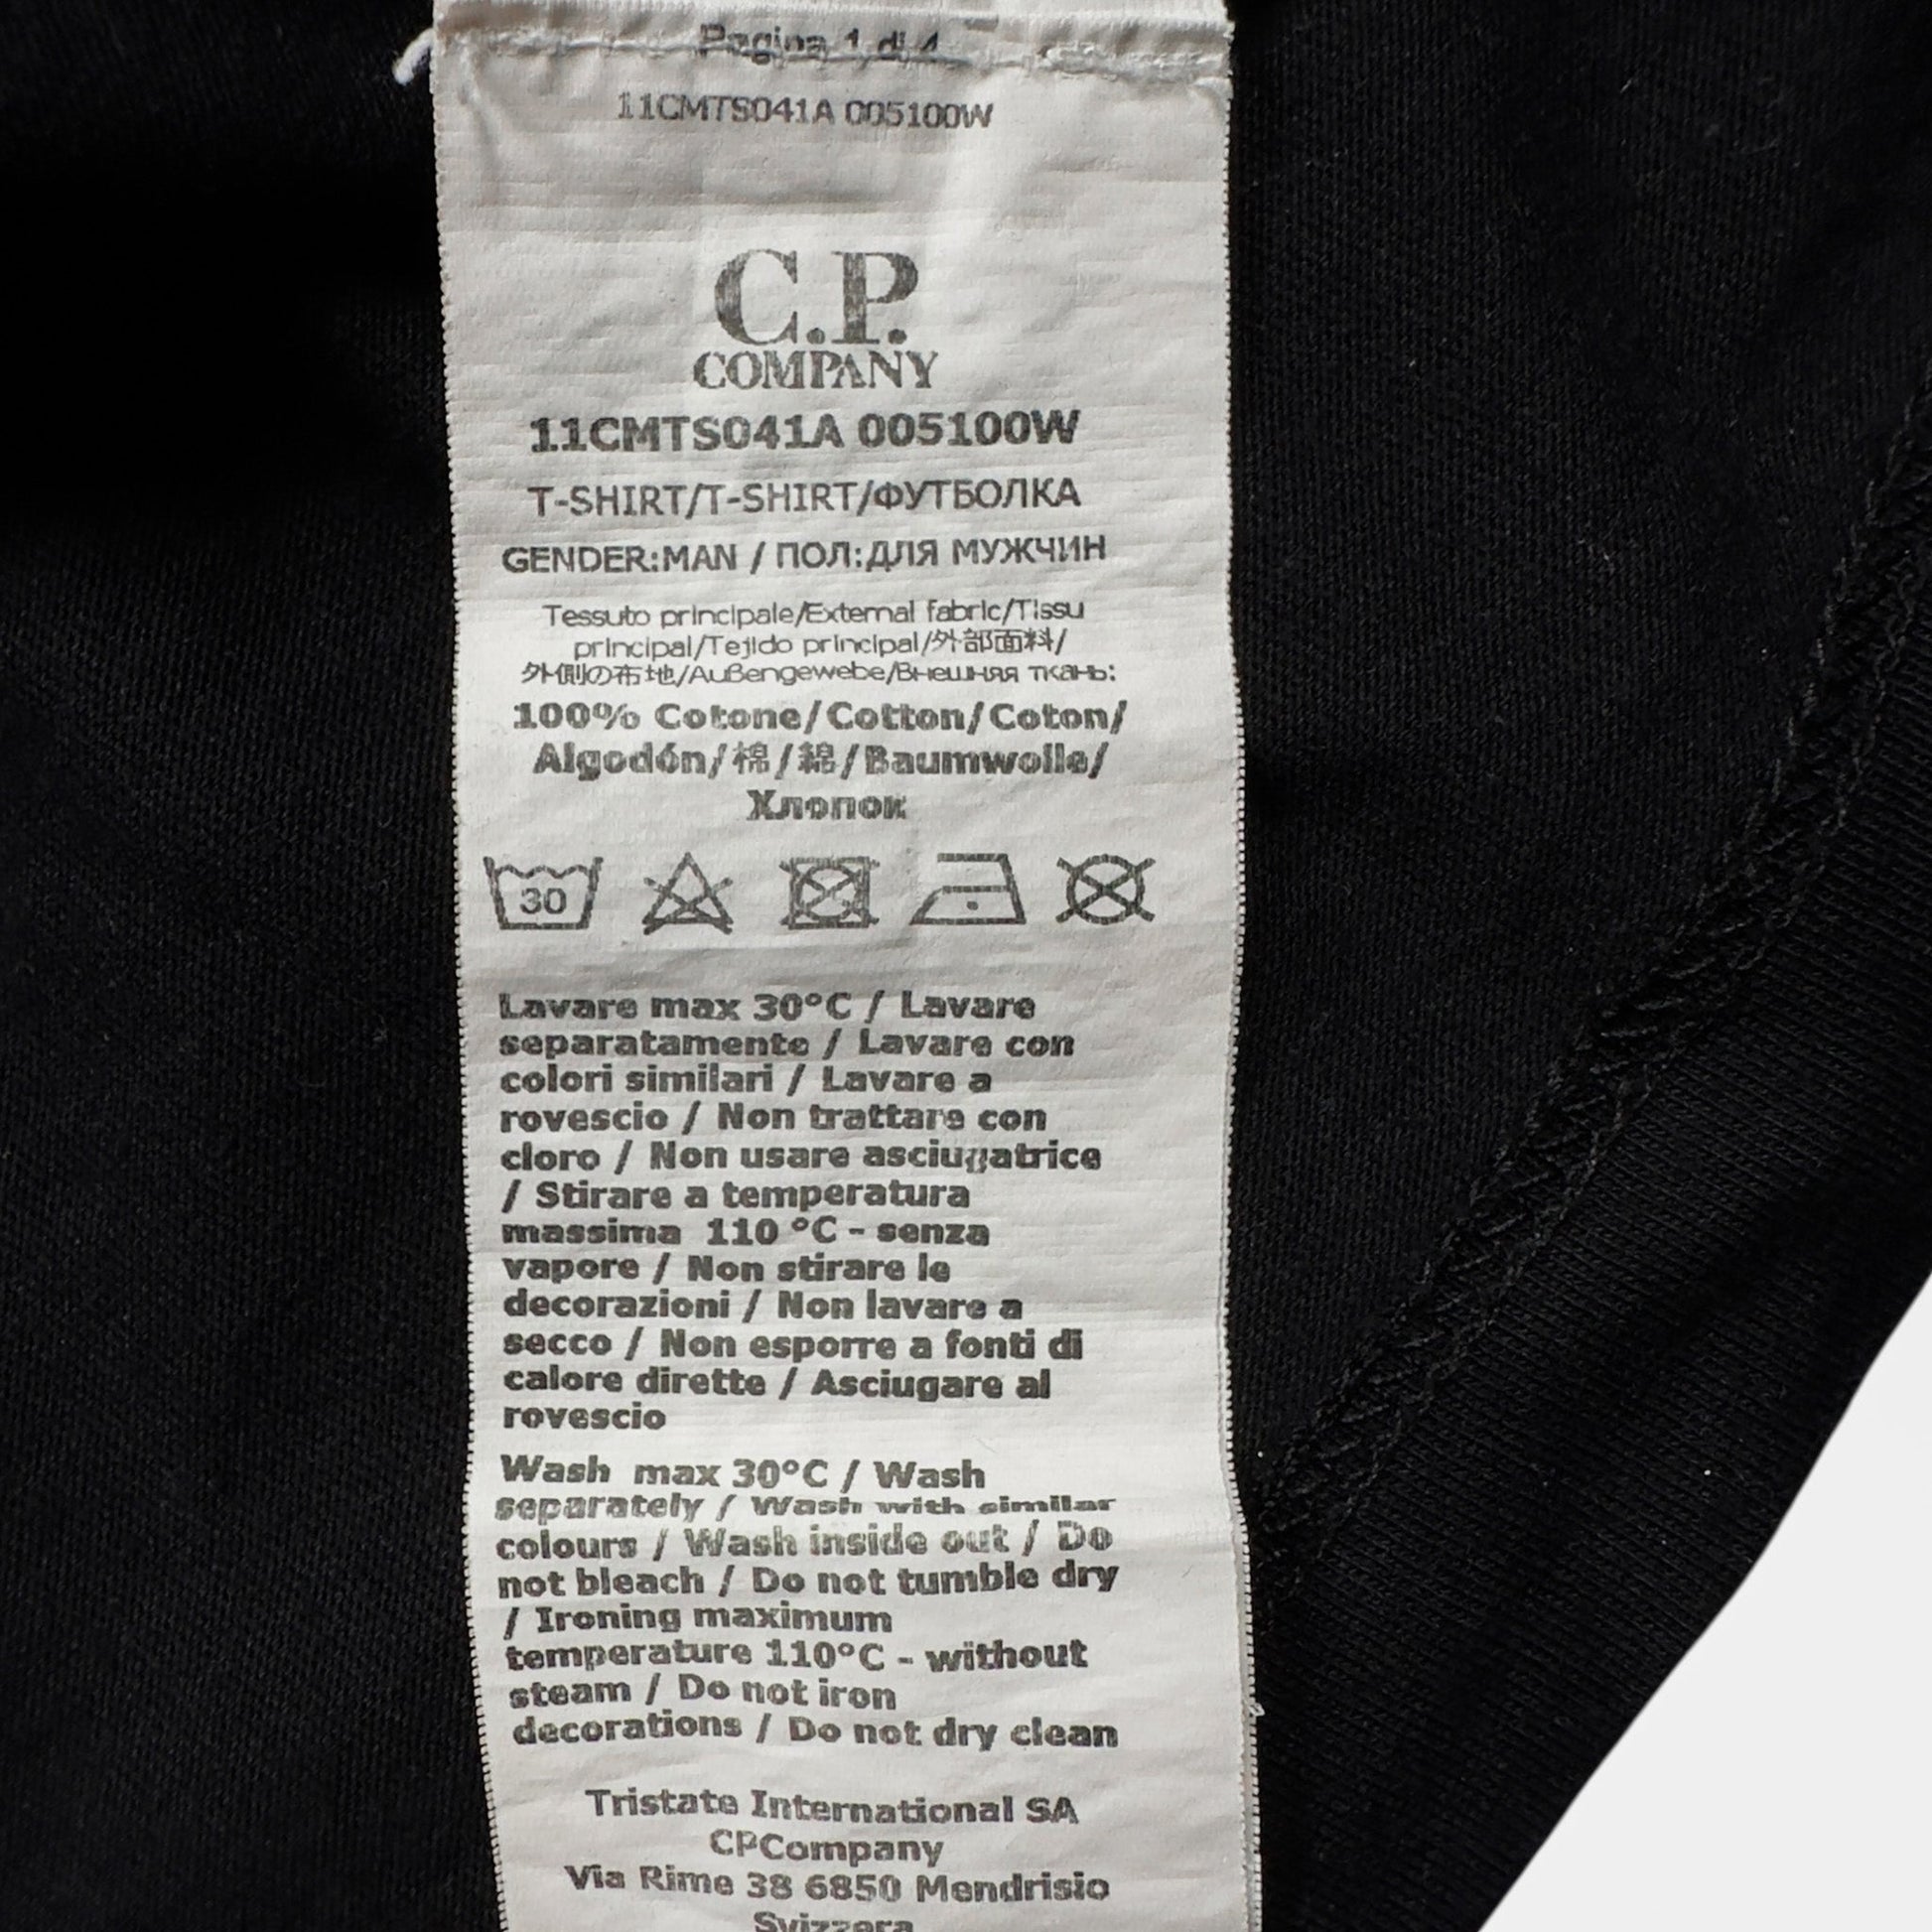 Pagina 1 di 4
11CMTS041A 005100W
C.P.
COMPANY
11CMTS041A 005100W
T-SHIRT/T-SHIRT/ФУТБОЛКА
GENDER:MAN / ПОЛ:ДЛЯ МУЖЧИН
Tessuto principale/External fabric/Tissu
principal/Tejido principal/外部面料/
外側の布地/Außengewebe/Внешняя ткань:
100% Cotone/Cotton/Coton/
Algodón/棉/綿/Baumwolle/
Хлопок
30
Lavare max 30°C / Lavare
separatamente / Lavare con
colori similari / Lavare a
rovescio / Non trattare con
cloro / Non usare asciugatrice
/ Stirare a temperatura
massima 110 °C - senza
vapore / Non stirare le
decorazioni / Non lavare a
secco / Non esporre a fonti di
calore dirette / Asciugare al
rovescio
Wash max 30°C / Wash
separately / Wash with similar
colours / Wash inside out / Do
not bleach / Do not tumble dry
/ Ironing maximum
temperature 110°C - without
steam / Do not iron
decorations / Do not dry clean
Tristate International SA
CPCompany
Via Rime 38 6850 Mendrisio
Svizzera